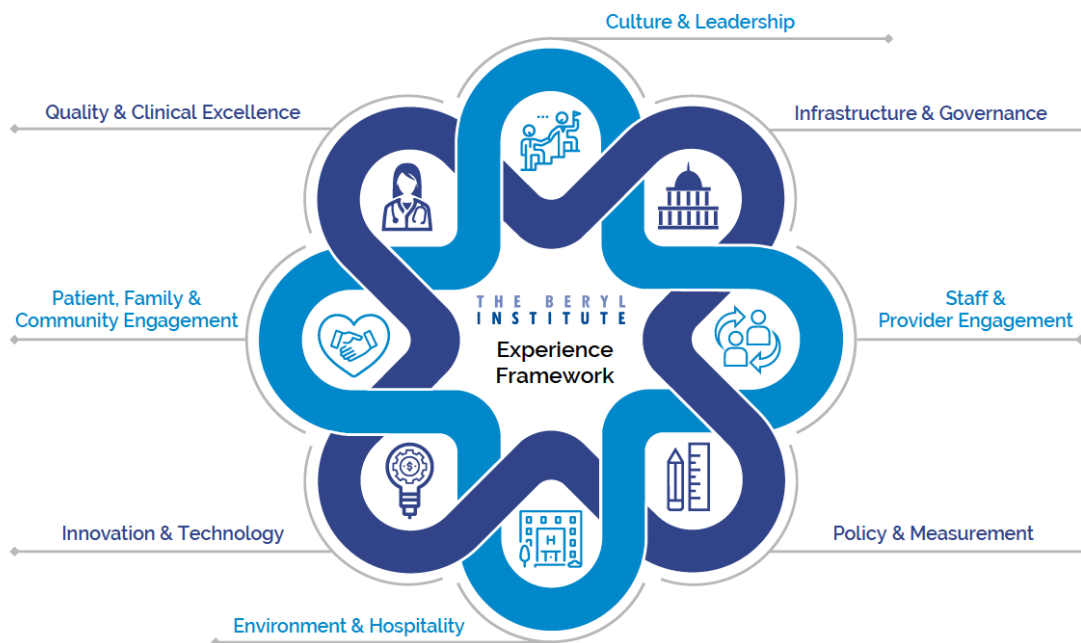 Culture & Leadership
Quality & Clinical Excellence
Infrastructure & Governance
Patient, Family &
Community Engagement
THE BERYL
INSTITUTE
Experience
Framework
Staff &
Provider Engagement
Innovation & Technology
H
Policy & Measurement
Environment & Hospitality